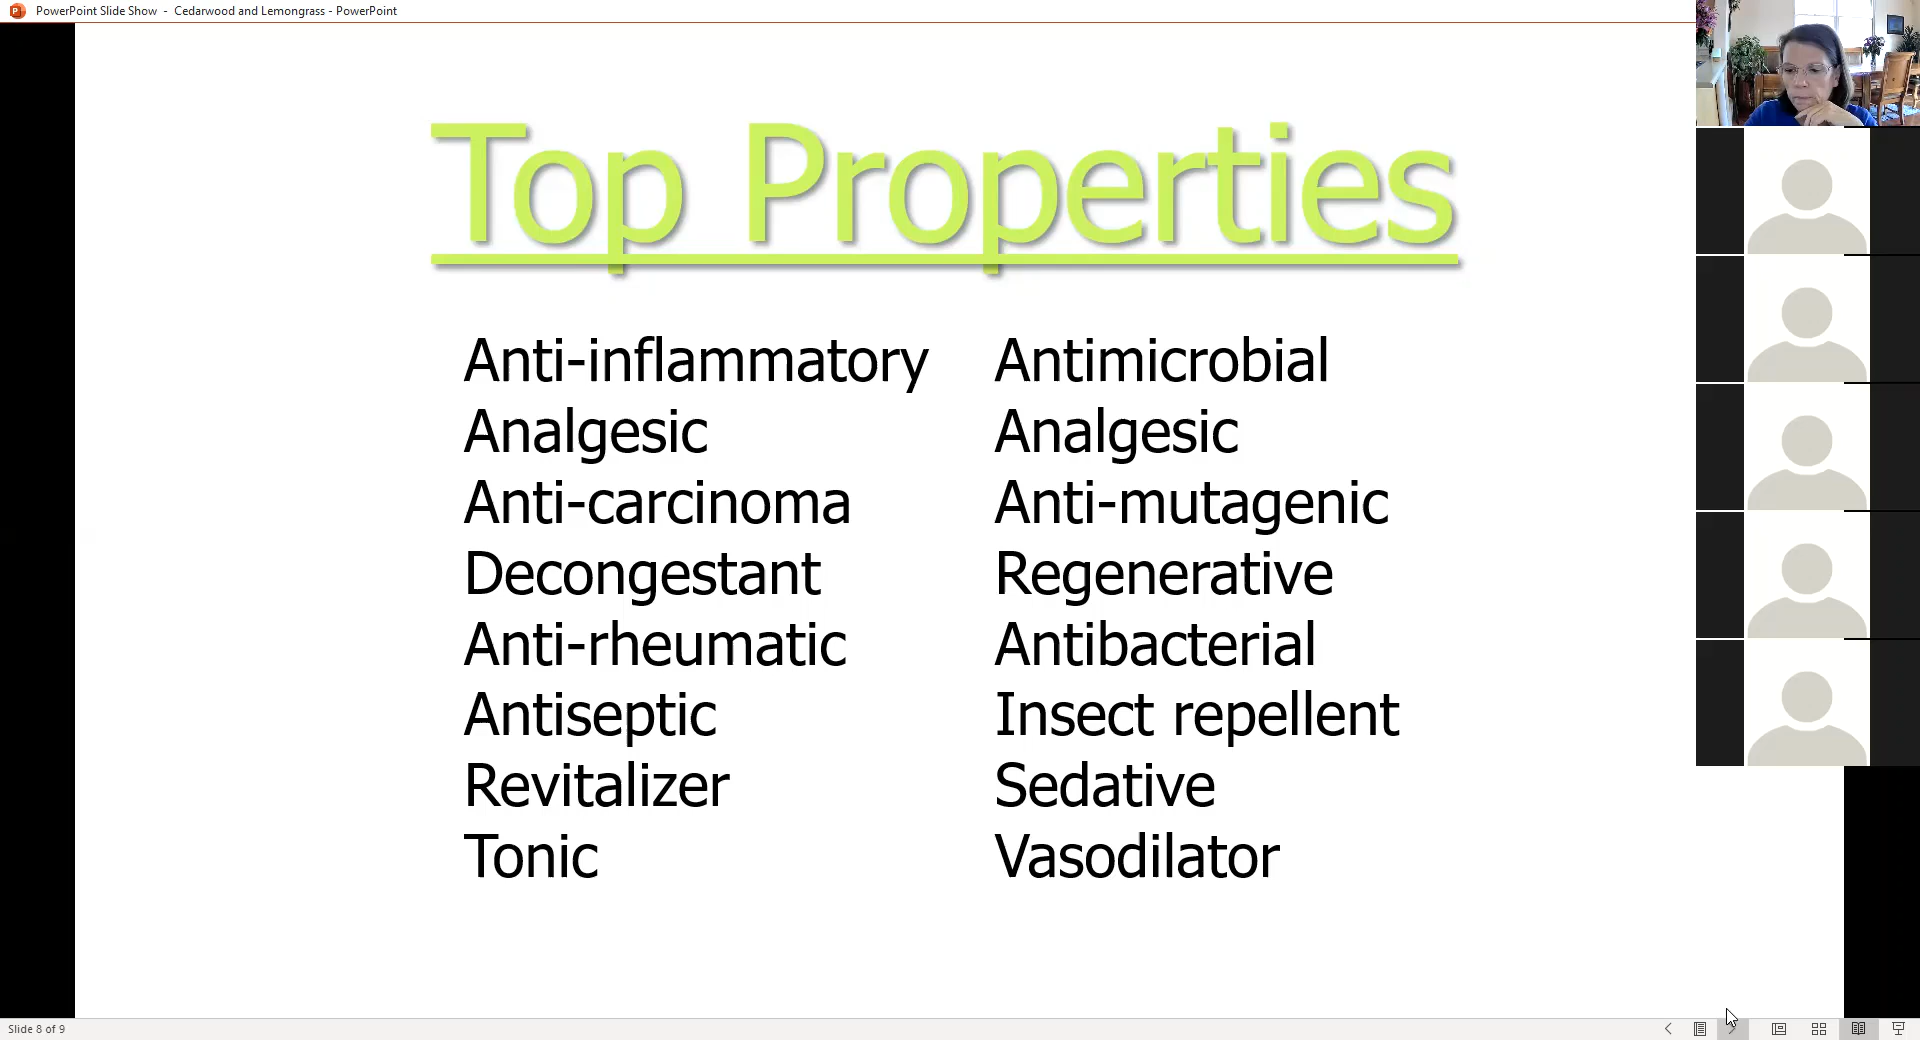 PowerPoint Slide Show - Cedarwood and Lemongrass - PowerPoint
Top Properties
Anti-inflammatory
Analgesic
Anti-carcinoma
Decongestant
Anti-rheumatic
Antiseptic
Revitalizer
Tonic
Antimicrobial
Analgesic
Anti-mutagenic
Regenerative
Antibacterial
Insect repellent
Sedative
Vasodilator
Slide 8 of 9